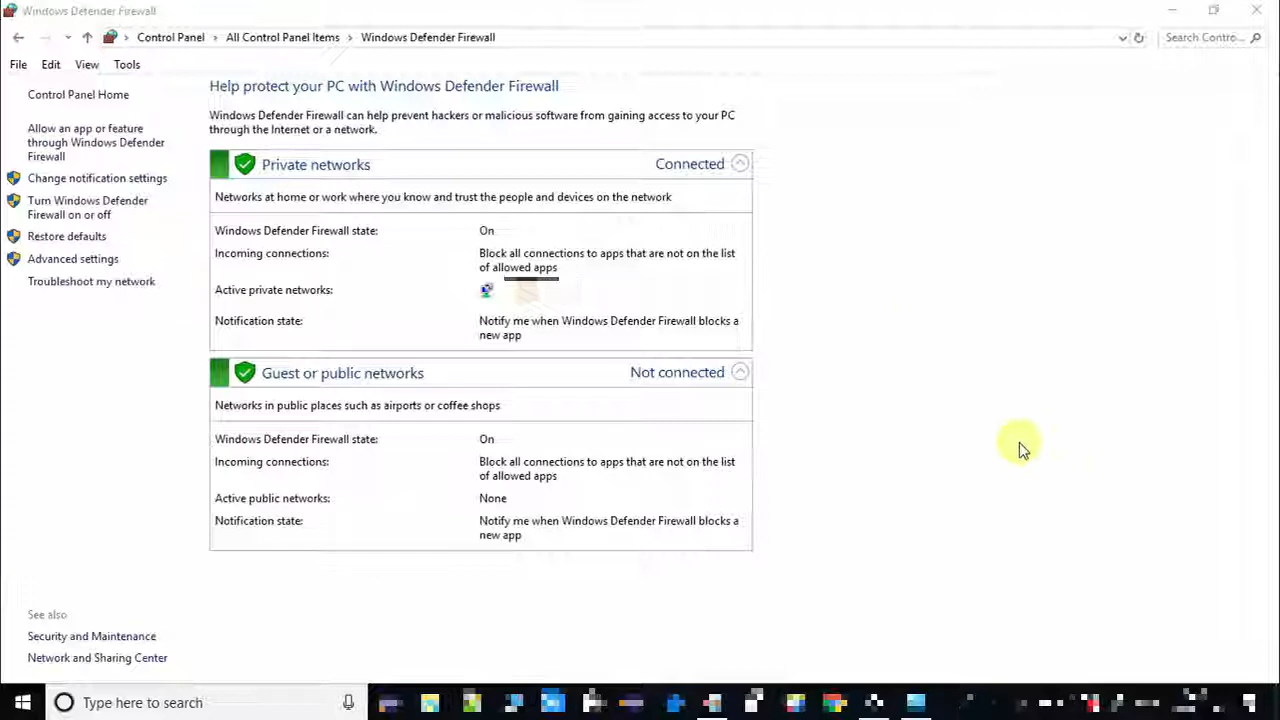 Windows Defender Firewall
Control Panel > All Control Panel Items > Windows Defender Firewall
Search Contro...
File Edit View Tools
Control Panel Home
Allow an app or feature
through Windows Defender
Firewall
Change notification settings
Turn Windows Defender
Firewall on or off
Restore defaults
Advanced settings
Troubleshoot my network
Help protect your PC with Windows Defender Firewall
Windows Defender Firewall can help prevent hackers or malicious software from gaining access to your PC
through the Internet or a network.
Private networks Connected
Networks at home or work where you know and trust the people and devices on the network
Windows Defender Firewall state: On
Incoming connections: Block all connections to apps that are not on the list
of allowed apps
Active private networks:
Notification state: Notify me when Windows Defender Firewall blocks a
new app
Guest or public networks Not connected
Networks in public places such as airports or coffee shops
Windows Defender Firewall state: On
Incoming connections: Block all connections to apps that are not on the list
of allowed apps
Active public networks: None
Notification state: Notify me when Windows Defender Firewall blocks a
new app
See also
Security and Maintenance
Network and Sharing Center
Type here to search